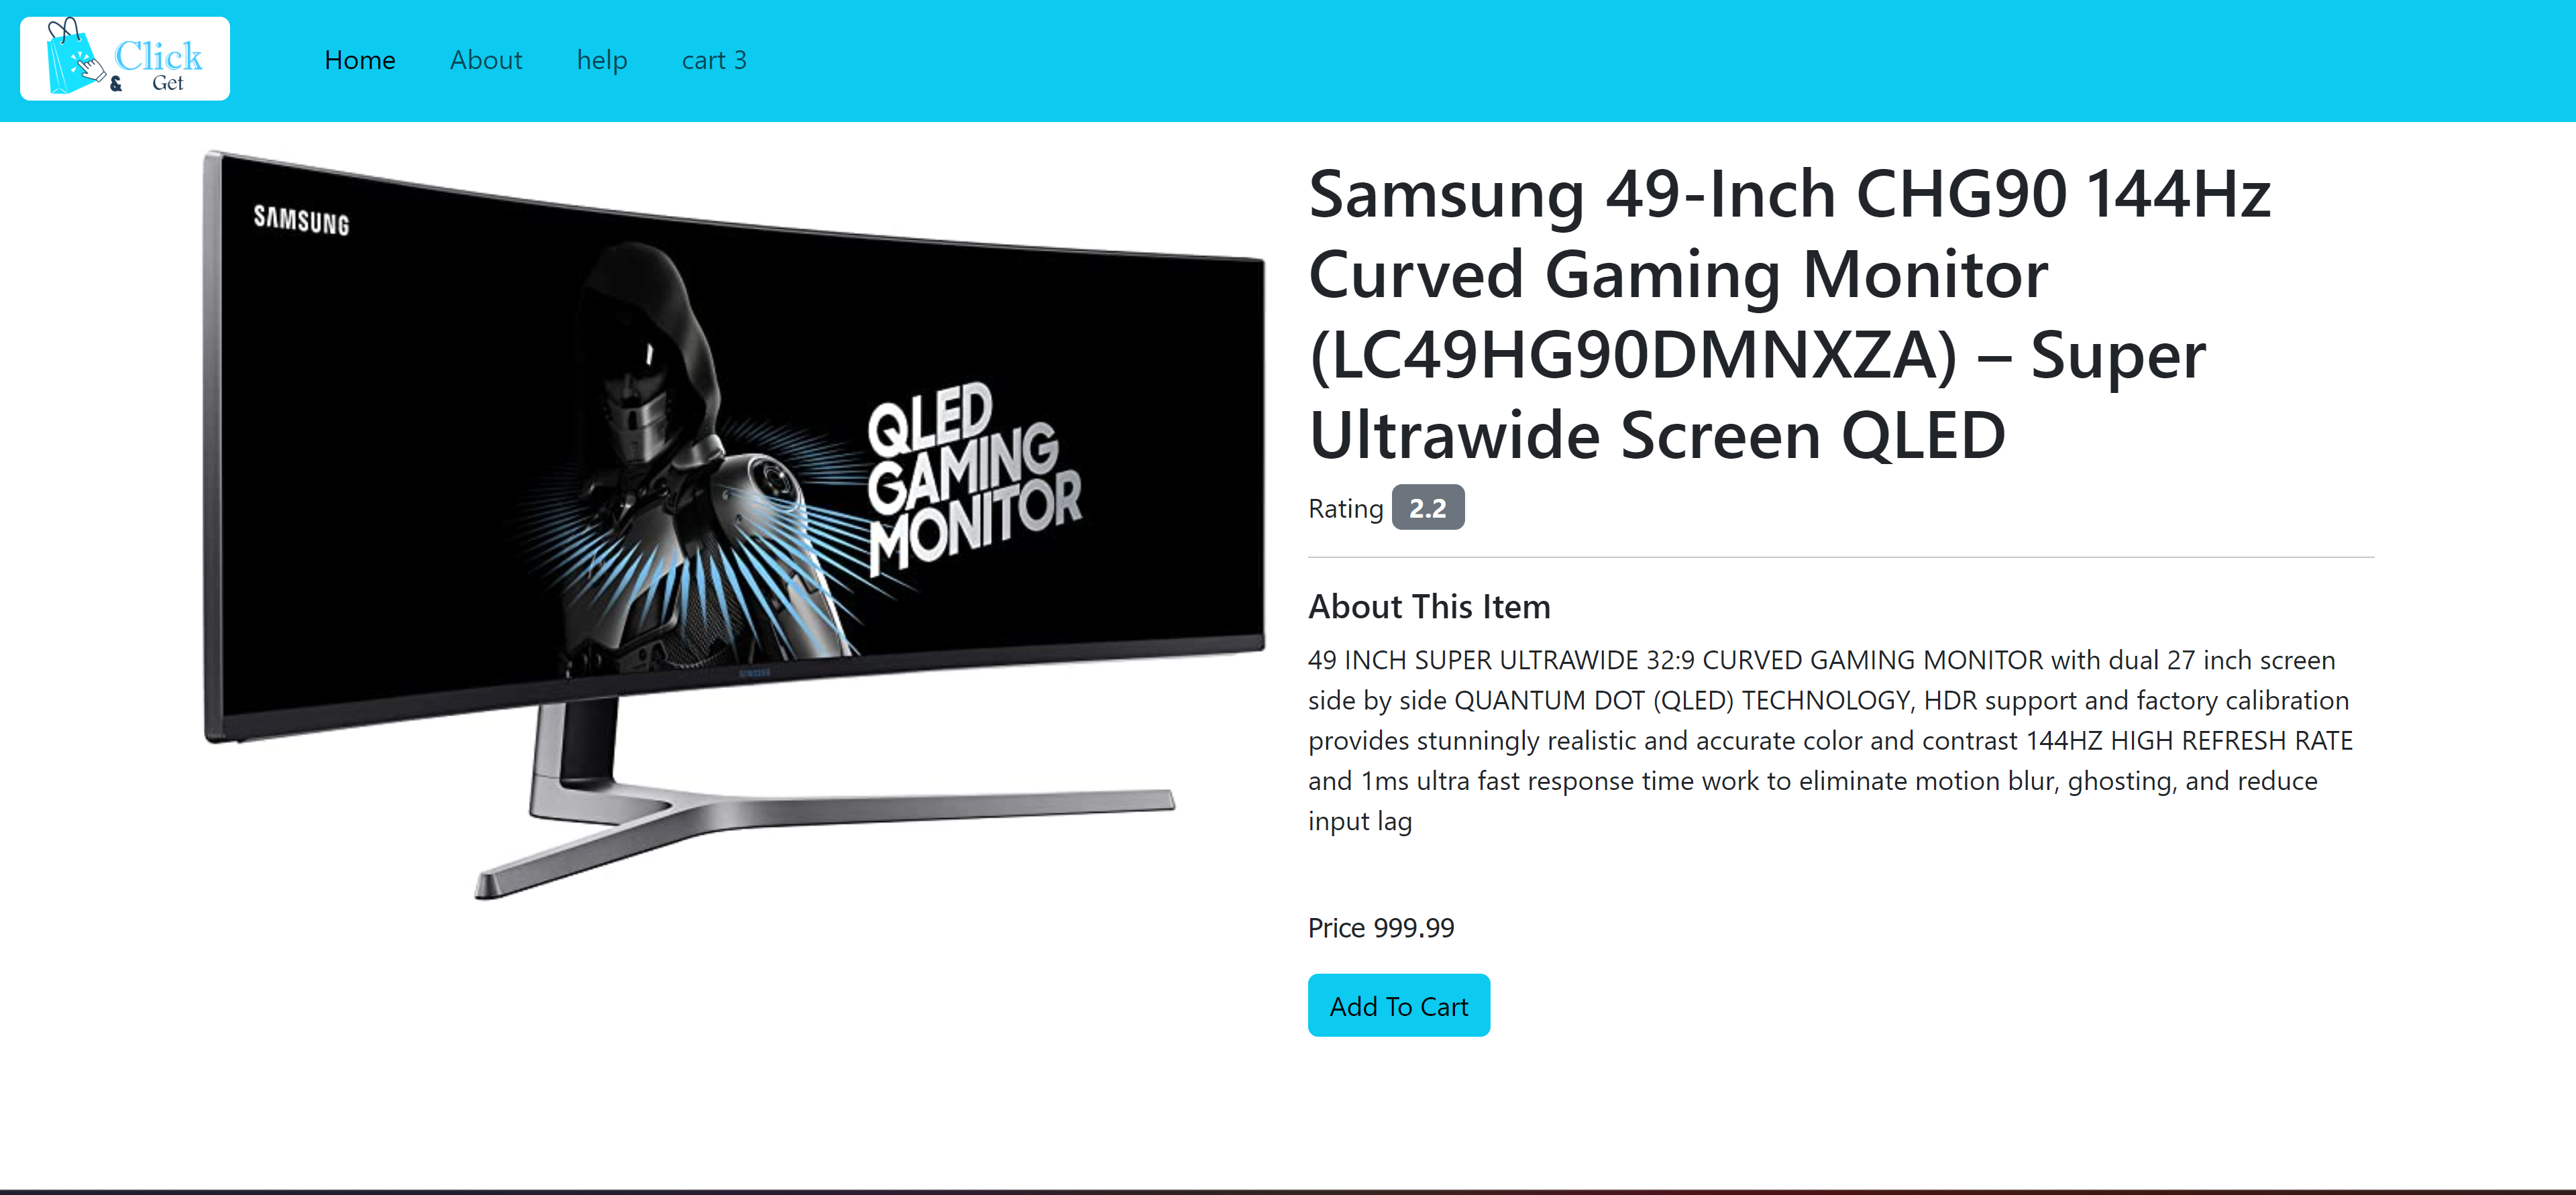 Click
& Get
Home
About
help
cart 3
SAMSUNG
QLED
GAMING
MONITOR
SAMSUNG
Samsung 49-Inch CHG90 144Hz
Curved Gaming Monitor
(LC49HG90DMNXZA) – Super
Ultrawide Screen QLED
Rating 2.2
About This Item
49 INCH SUPER ULTRAWIDE 32:9 CURVED GAMING MONITOR with dual 27 inch screen
side by side QUANTUM DOT (QLED) TECHNOLOGY, HDR support and factory calibration
provides stunningly realistic and accurate color and contrast 144HZ HIGH REFRESH RATE
and 1ms ultra fast response time work to eliminate motion blur, ghosting, and reduce
input lag
Price 999.99
Add To Cart